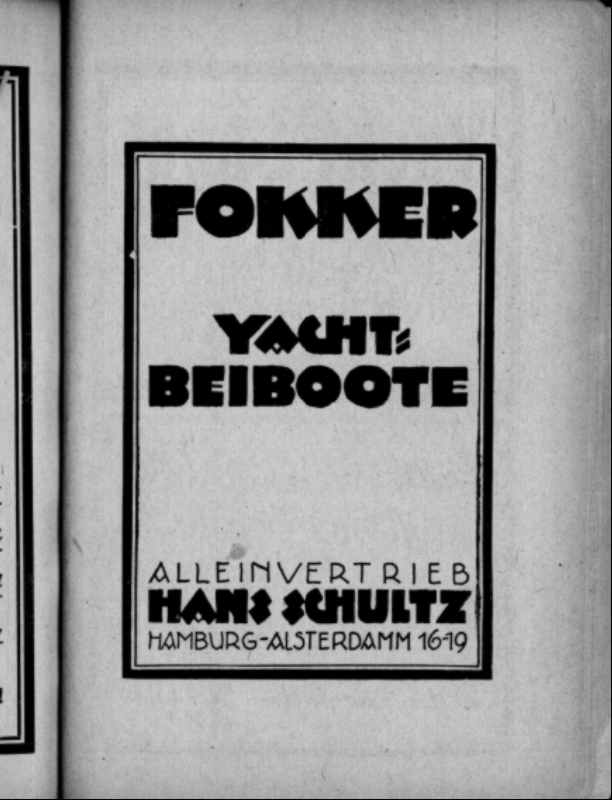 FOKKER
YACHT=
BEIBOOTE
ALLEINVERTRIEB
HANS SCHULTZ
HAMBURG-ALSTERDAMM 16-19